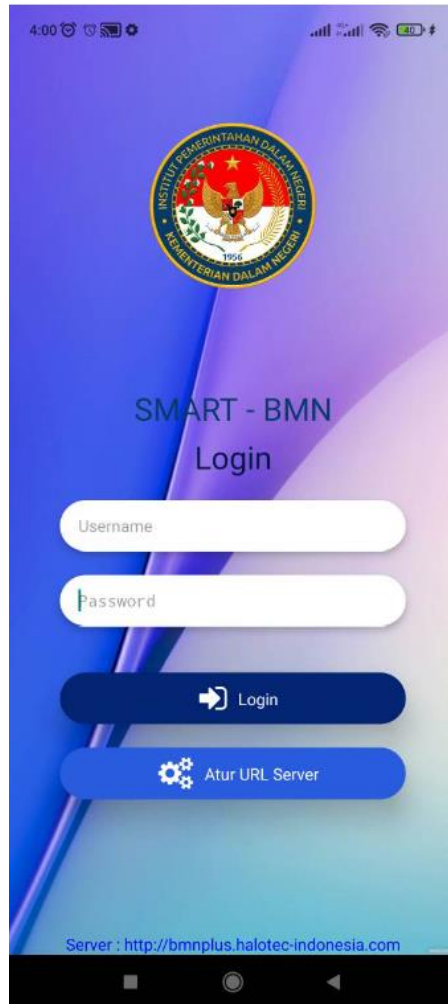 4:00
40
INSTITUT PEMERINTAHAN DALAM NEGERI
1956
KEMENTERIAN DALAM NEGERI
SMART - BMN
Login
Username
Password
Login
Atur URL Server
Server : http://bmnplus.halotec-indonesia.com